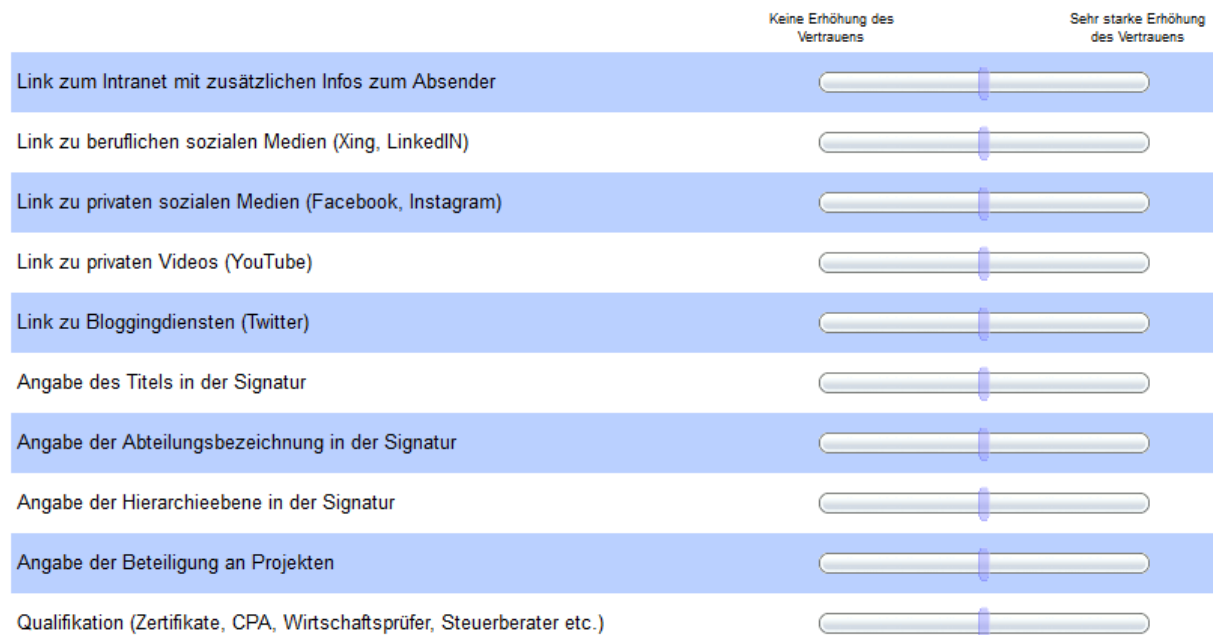 Keine Erhöhung des Vertrauens
Sehr starke Erhöhung des Vertrauens
Link zum Intranet mit zusätzlichen Infos zum Absender
Link zu beruflichen sozialen Medien (Xing, LinkedIN)
Link zu privaten sozialen Medien (Facebook, Instagram)
Link zu privaten Videos (YouTube)
Link zu Bloggingdiensten (Twitter)
Angabe des Titels in der Signatur
Angabe der Abteilungsbezeichnung in der Signatur
Angabe der Hierarchieebene in der Signatur
Angabe der Beteiligung an Projekten
Qualifikation (Zertifikate, CPA, Wirtschaftsprüfer, Steuerberater etc.)